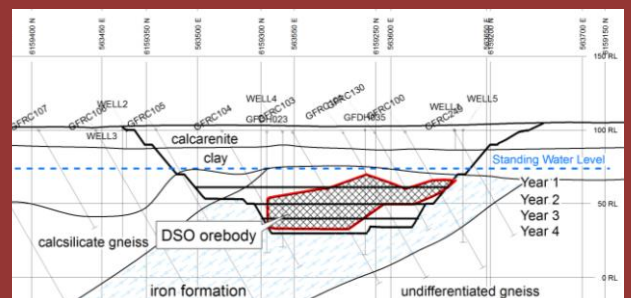 6159400 N
563450 E
6159350 N
563500 E
6159300 N
563550 E
6159250 N
563600 E
6159200 N
563700 E
6159150 N
150 RL
WELL2
WELL4
WELL5
GFRC107
GFRC105
GFRC104
GFRC103
GFRC130
GFRC100
WELL3
GFDH023
100 RL
calcarenite
clay
Standing Water Level
Year 1
Year 2
50 RL
Year 3
DSO orebody
Year 4
calcsilicate gneiss
iron formation
undifferentiated gneiss
0 RL